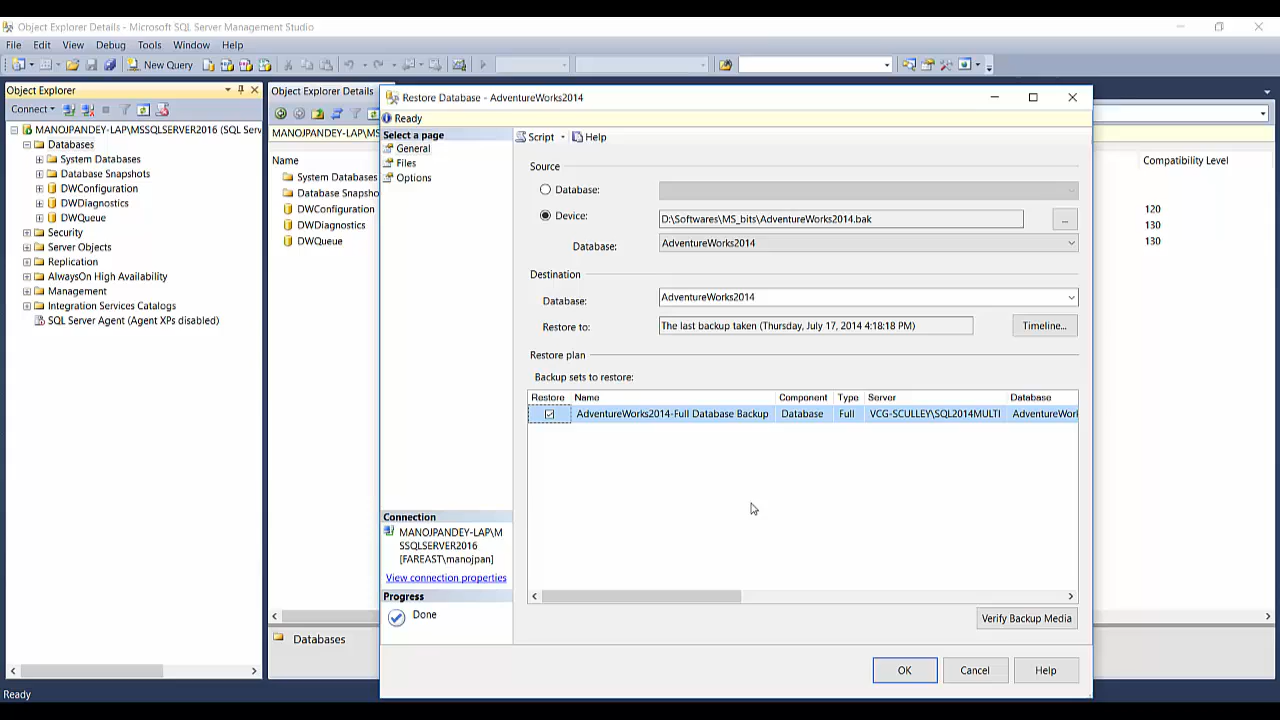 Object Explorer Details - Microsoft SQL Server Management Studio
File Edit View Debug Tools Window Help
New Query
Object Explorer
Connect
MANOJPANDEY-LAP\MSSQLSERVER2016 (SQL Serv
Databases
System Databases
Database Snapshots
DWConfiguration
DWDiagnostics
DWQueue
Security
Server Objects
Replication
AlwaysOn High Availability
Management
Integration Services Catalogs
SQL Server Agent (Agent XPs disabled)
Object Explorer Details
MANOJPANDEY-LAP\MS
Name
System Databases
Database Snapsho
DWConfiguration
DWDiagnostics
DWQueue
Databases
Compatibility Level
120
130
130
Restore Database - AdventureWorks2014
Ready
Select a page
General
Files
Options
Connection
MANOJPANDEY-LAP\M
SSQLSERVER2016
[FAREAST\manojpan]
View connection properties
Progress
Done
Script Help
Source
Database:
Device: D:\Softwares\MS_bits\AdventureWorks2014.bak ...
Database: AdventureWorks2014
Destination
Database: AdventureWorks2014
Restore to: The last backup taken (Thursday, July 17, 2014 4:18:18 PM) Timeline...
Restore plan
Backup sets to restore:
Restore Name Component Type Server Database
AdventureWorks2014-Full Database Backup Database Full VCG-SCULLEY\SQL2014MULTI AdventureWorl
Verify Backup Media
OK Cancel Help
Ready